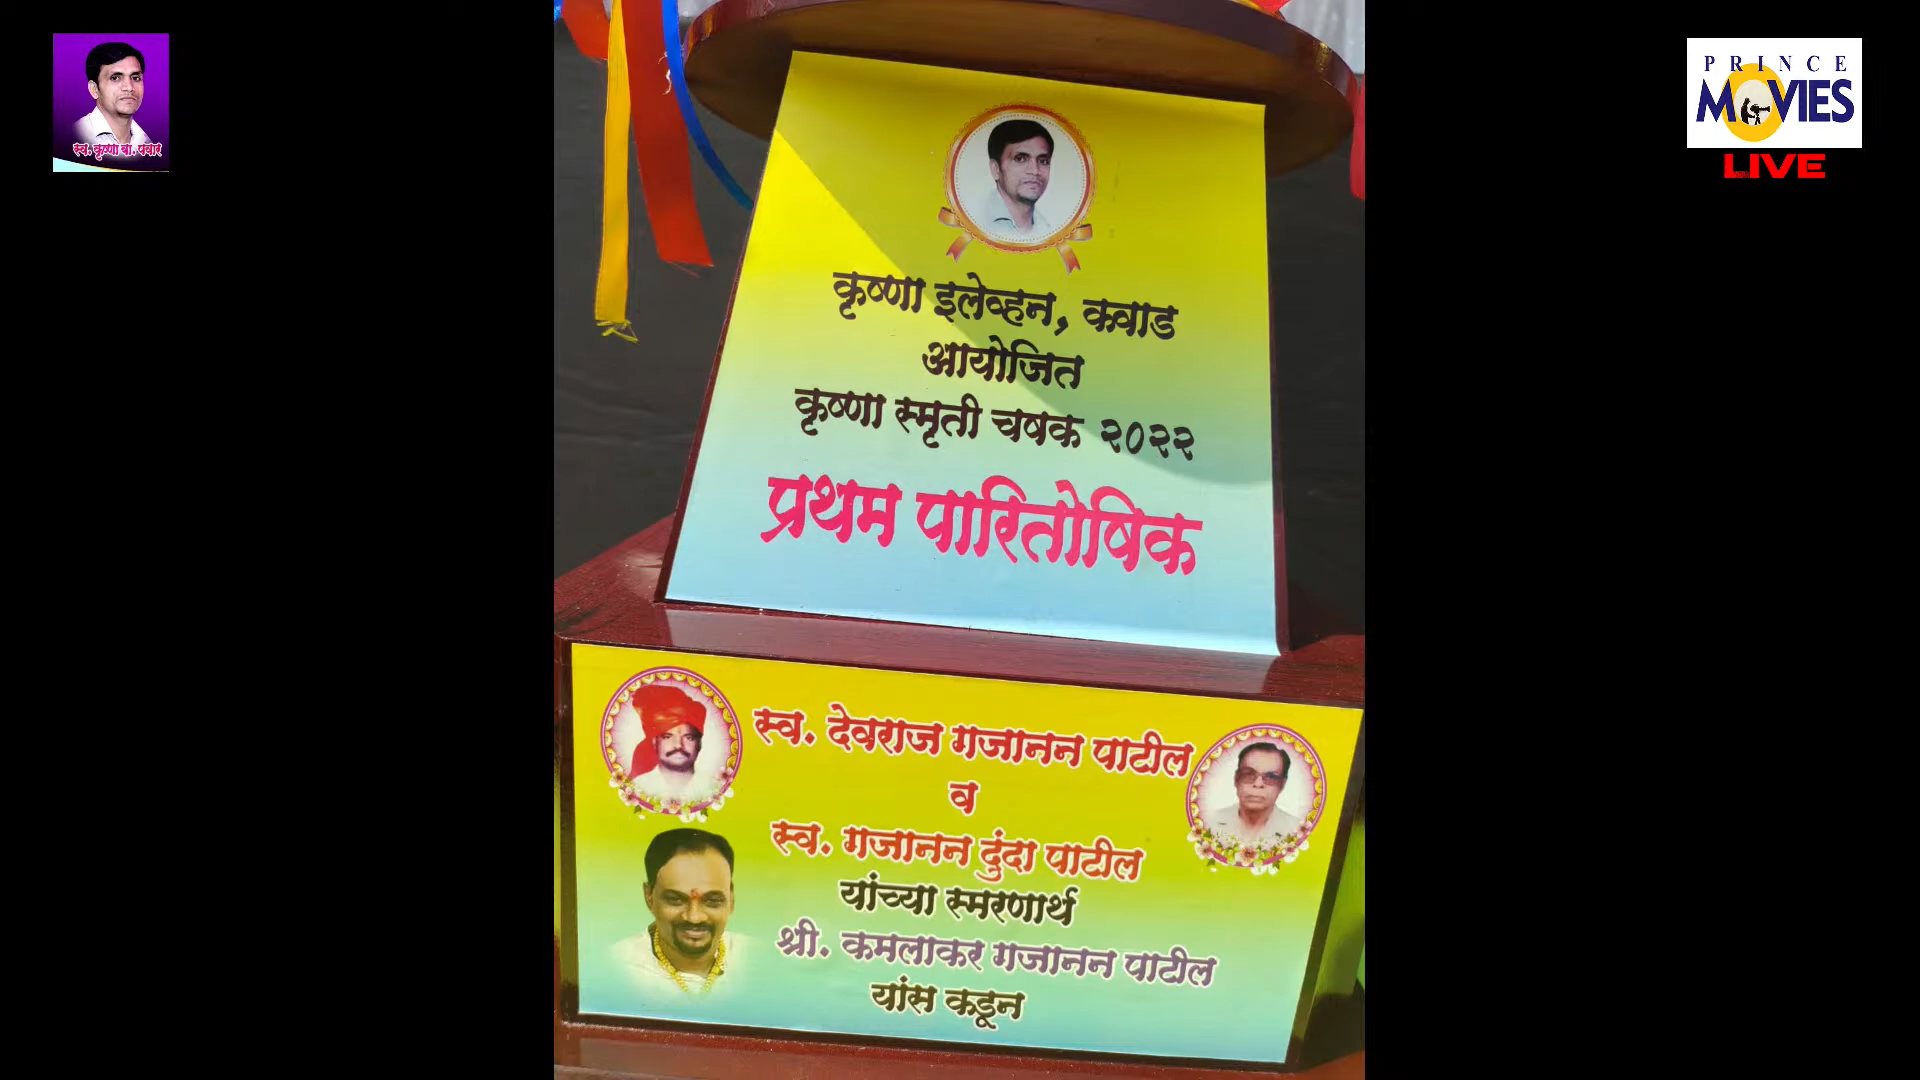 स्व. कृष्णा बा. पवार
PRINCE
MOVIES
LIVE
कृष्णा इलेव्हन, कवाड
आयोजित
कृष्णा स्मृती चषक २०२२
प्रथम पारितोषिक
स्व. देवराज गजानन पाटील
व
स्व. गजानन दुंदा पाटील
यांच्या स्मरणार्थ
श्री. कमलाकर गजानन पाटील
यांस कडून